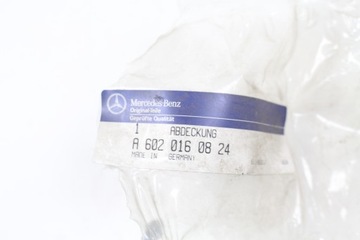 Mercedes-Benz
Original-Teile
Geprüfte Qualität
1 ABDECKUNG
A 602 016 08 24
MADE IN GERMANY